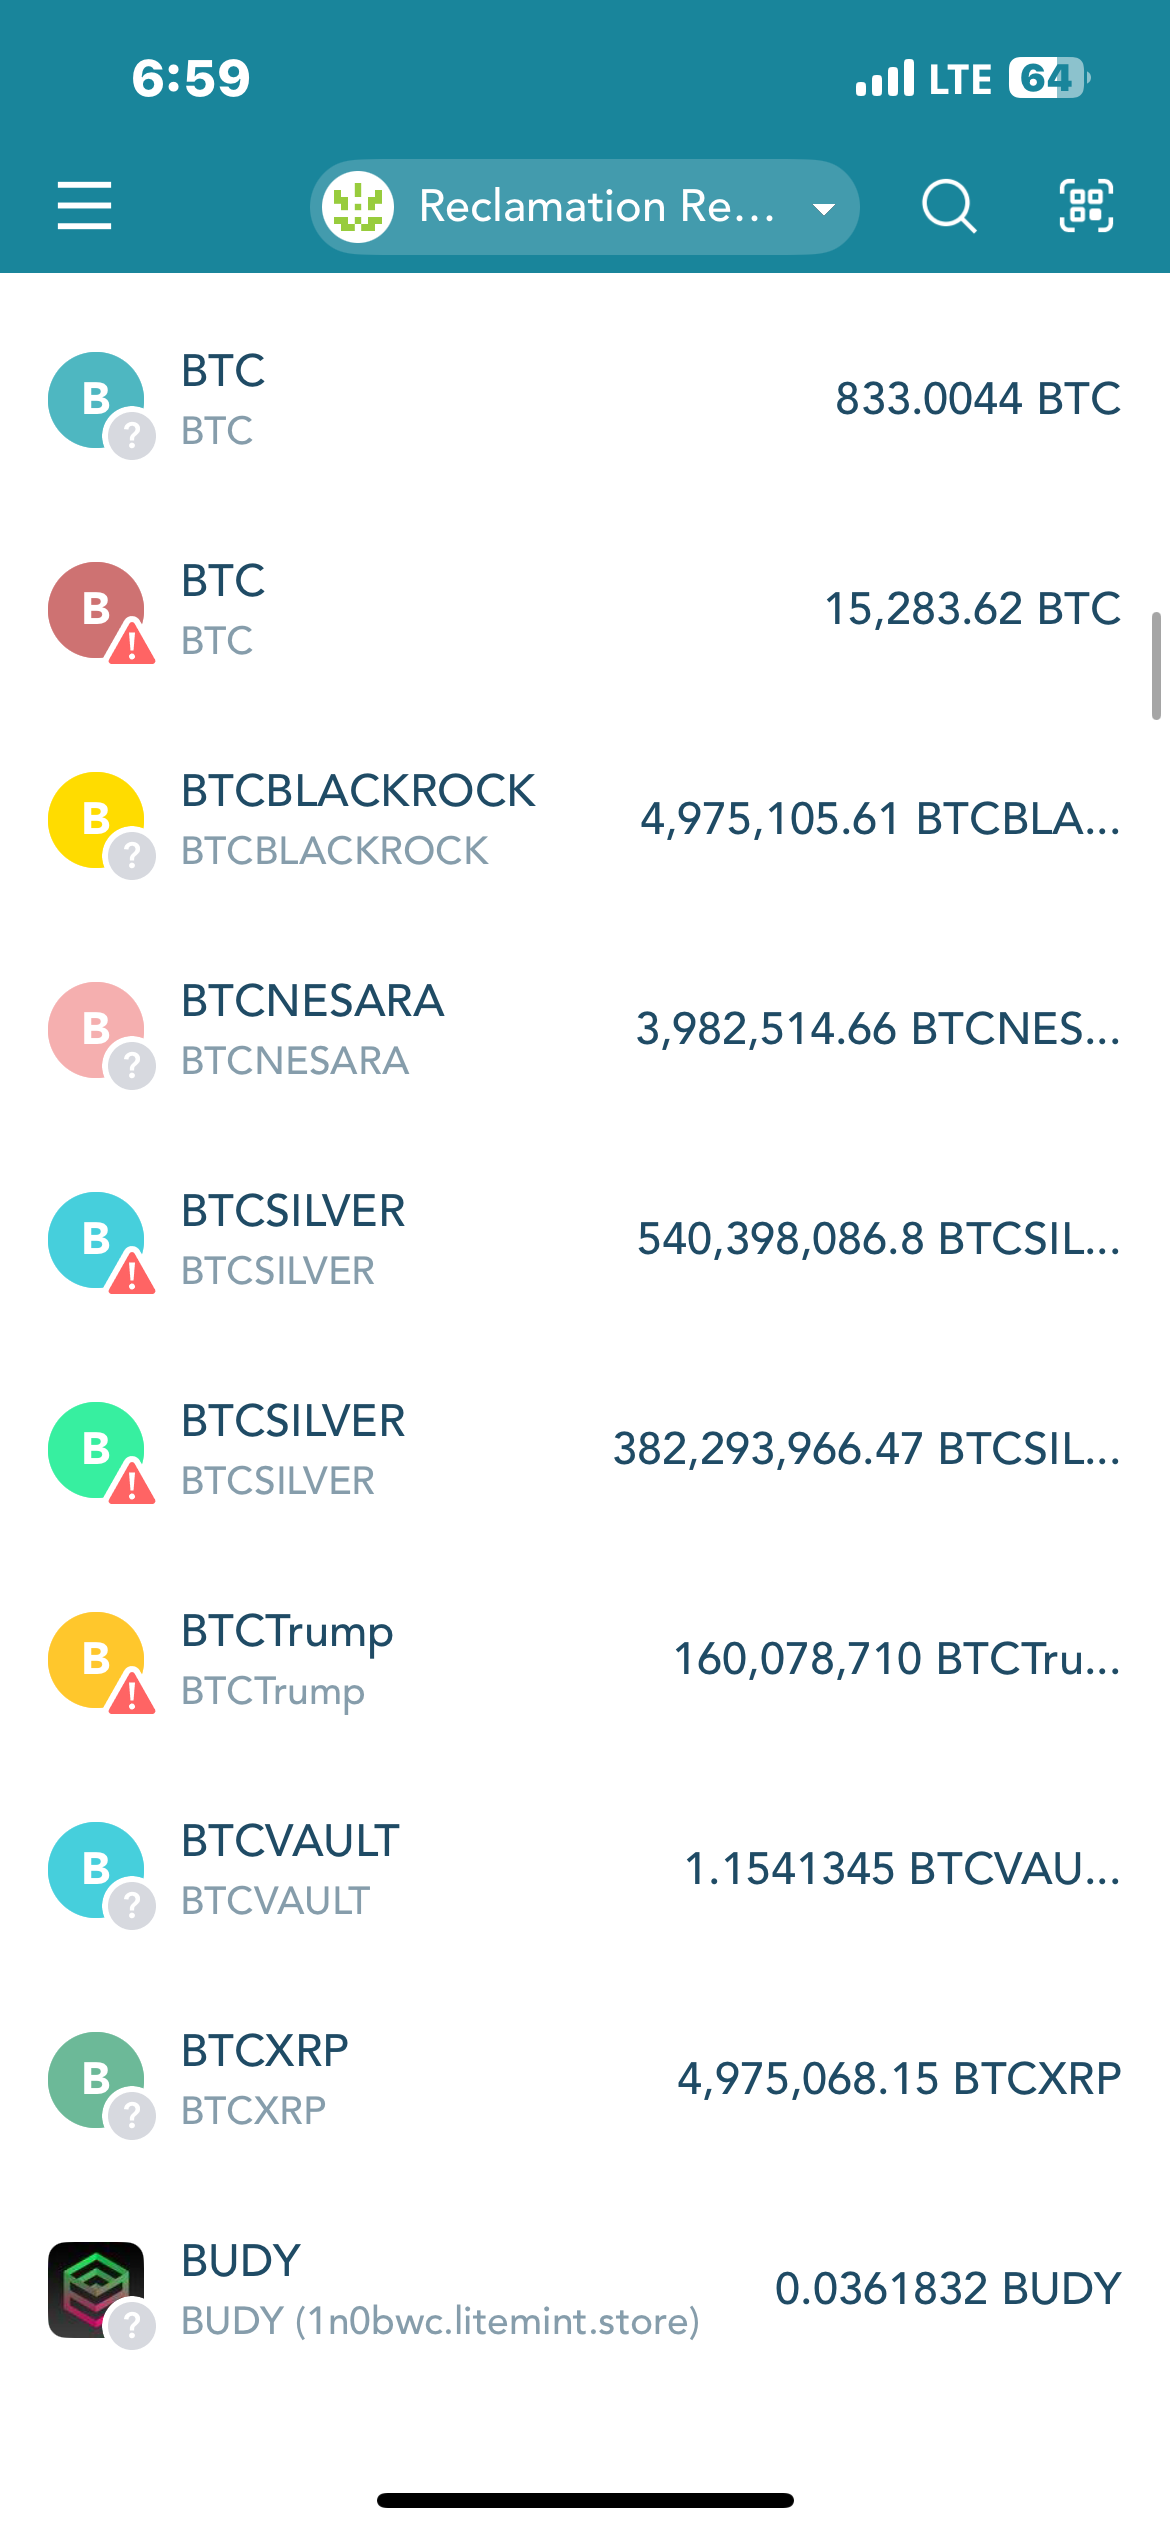 6:59
LTE 64
Reclamation Re...
B
?
BTC
BTC
833.0044 BTC
B
!
BTC
BTC
15,283.62 BTC
B
?
BTCBLACKROCK
BTCBLACKROCK
4,975,105.61 BTCBLA...
B
?
BTCNESARA
BTCNESARA
3,982,514.66 BTCNES...
B
!
BTCSILVER
BTCSILVER
540,398,086.8 BTCSIL...
B
!
BTCSILVER
BTCSILVER
382,293,966.47 BTCSIL...
B
!
BTCTrump
BTCTrump
160,078,710 BTCTru...
B
?
BTCVAULT
BTCVAULT
1.1541345 BTCVAU...
B
?
BTCXRP
BTCXRP
4,975,068.15 BTCXRP
?
BUDY
BUDY (1n0bwc.litemint.store)
0.0361832 BUDY